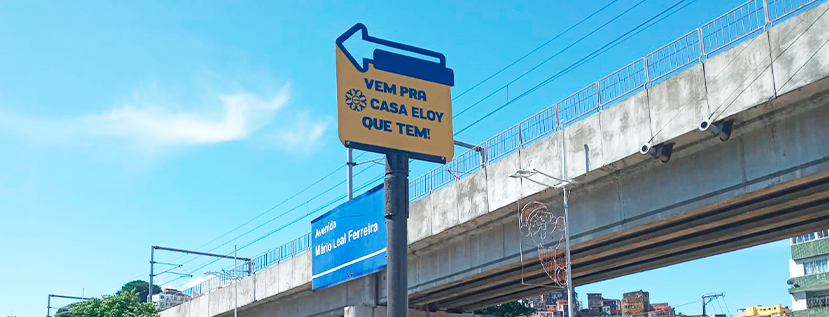 VEM PRA
CASA ELOY
QUE TEM!
Avenida
Mário Leal Ferreira